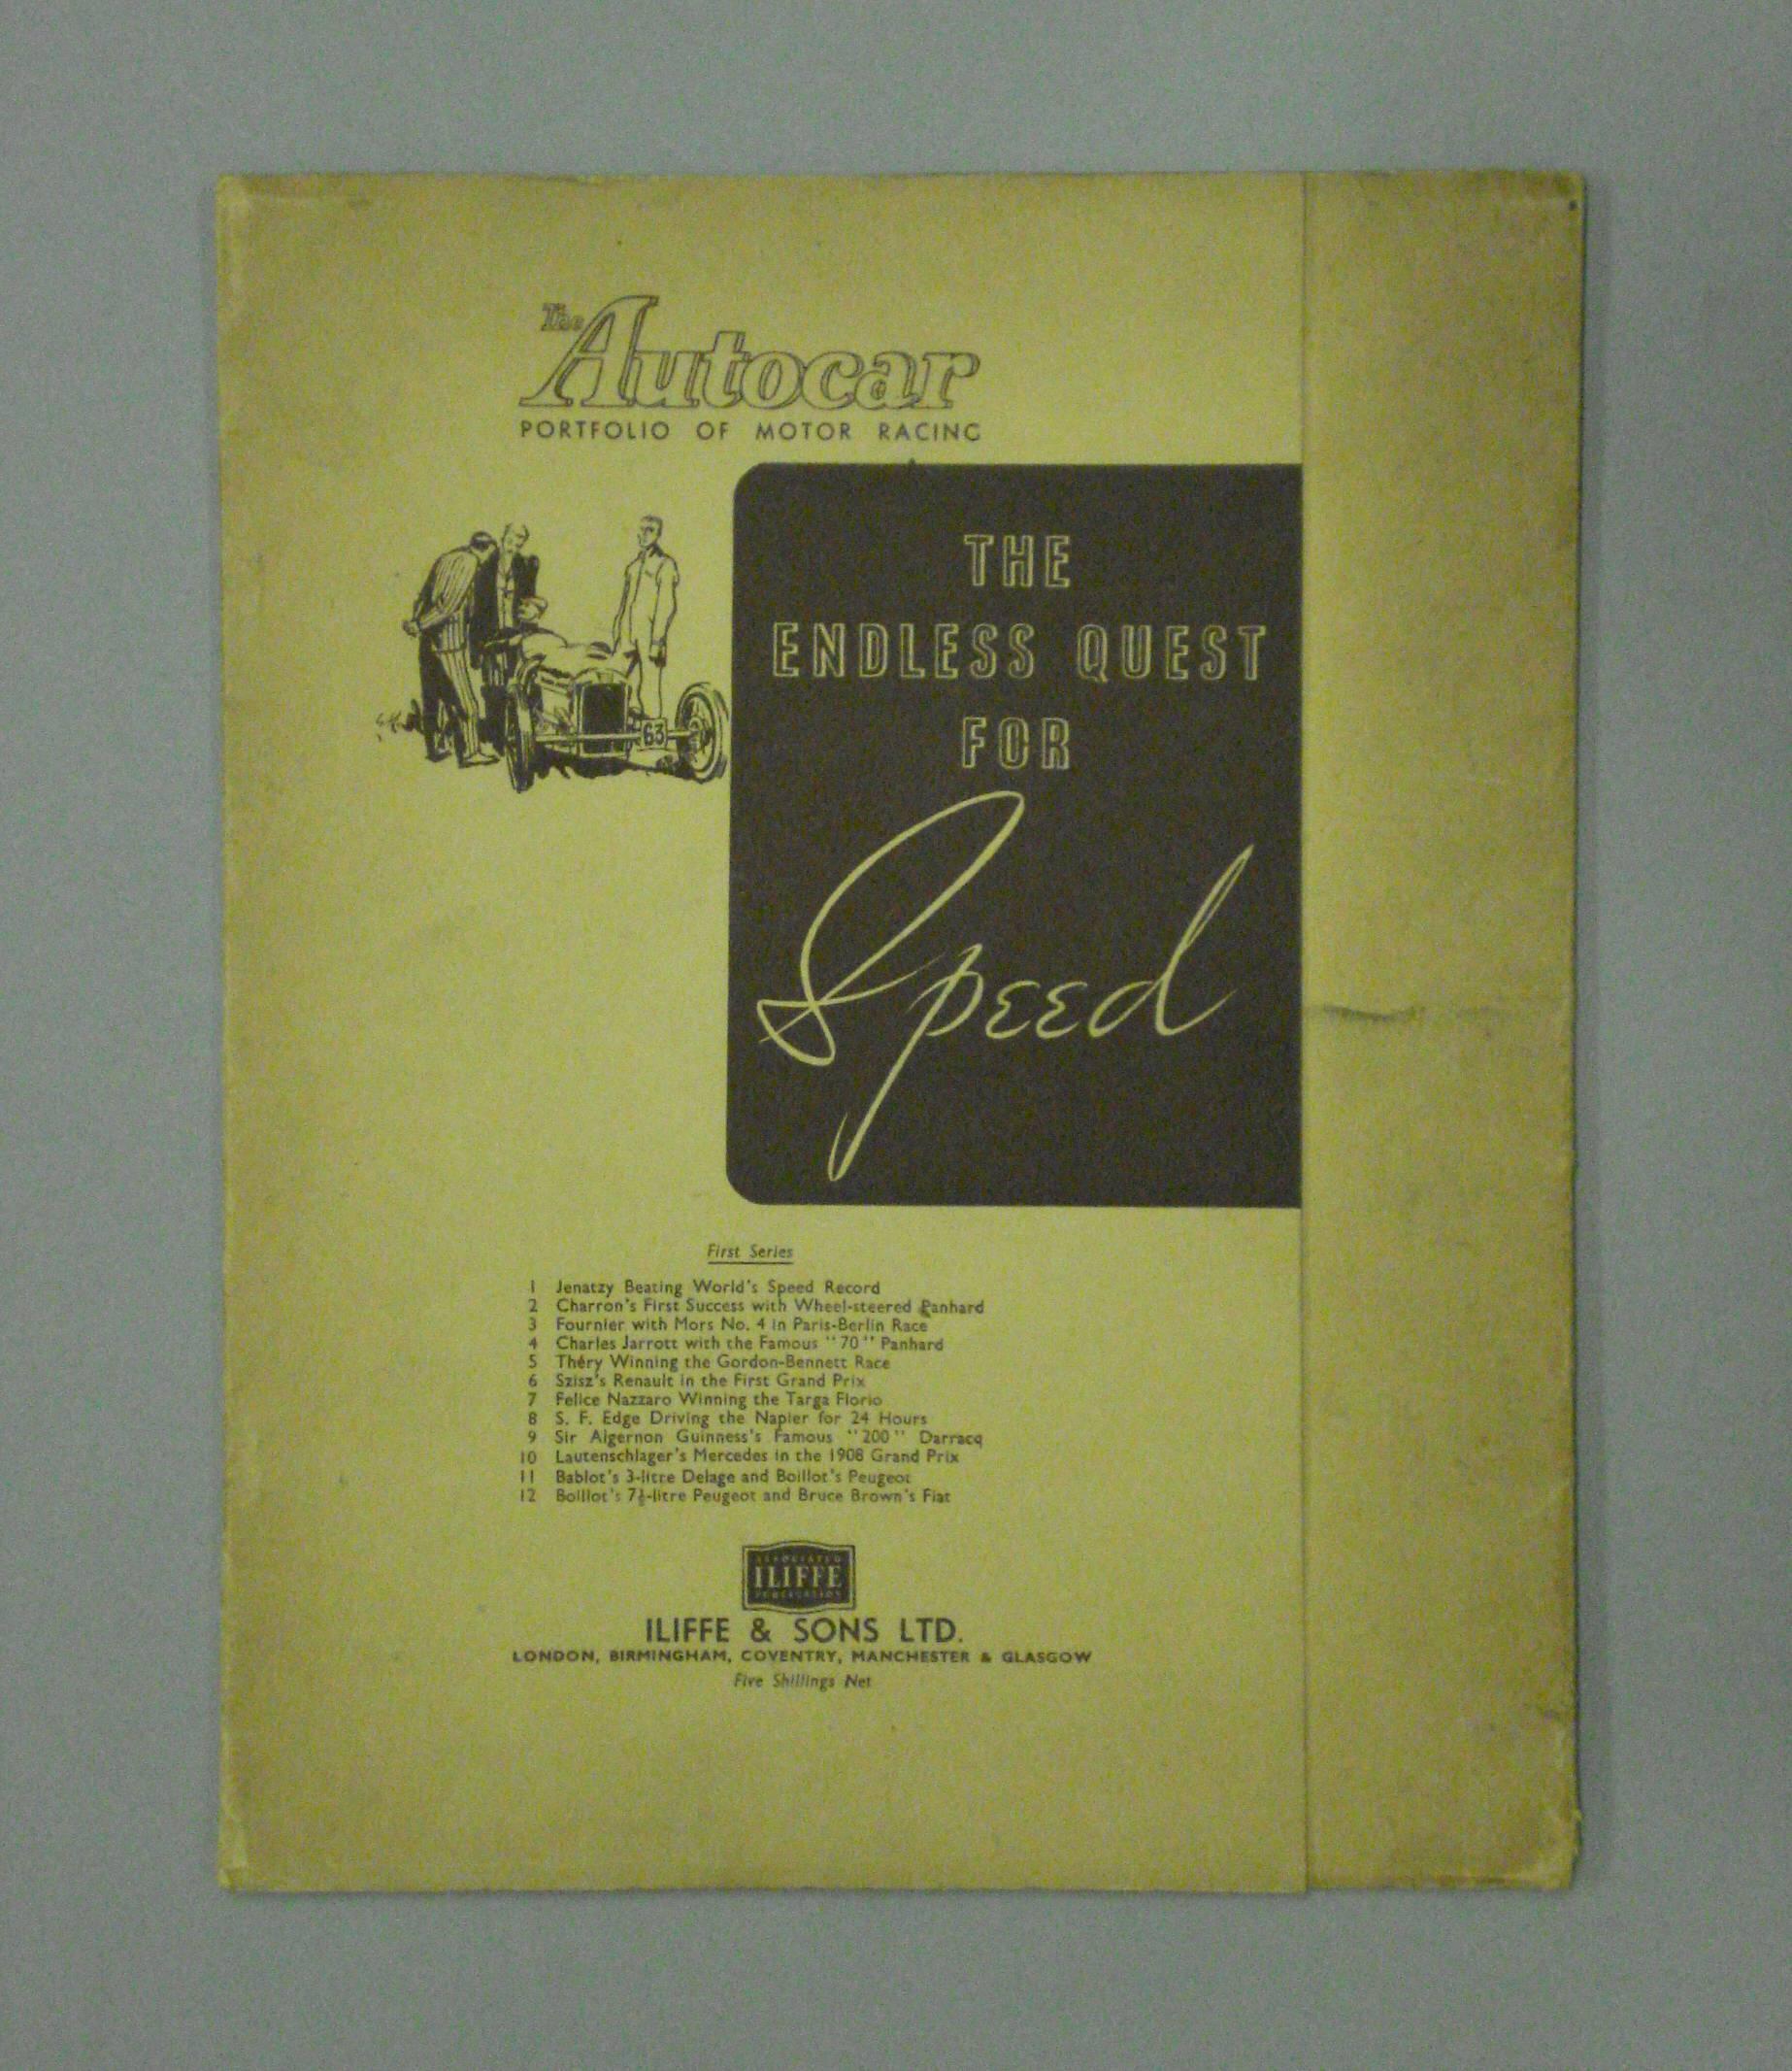 The Autocar
PORTFOLIO OF MOTOR RACING
63
THE
ENDLESS QUEST
FOR
Speed
First Series
1 Jenatzy Beating World's Speed Record
2 Charron's First Success with Wheel-steered Panhard
3 Fournier with Mors No. 4 in Paris-Berlin Race
4 Charles Jarrott with the Famous "70" Panhard
5 Théry Winning the Gordon-Bennett Race
6 Szisz's Renault in the First Grand Prix
7 Felice Nazzaro Winning the Targa Florio
8 S. F. Edge Driving the Napier for 24 Hours
9 Sir Algernon Guinness's Famous "200" Darracq
10 Lautenschlager's Mercedes in the 1908 Grand Prix
11 Bablot's 3-litre Delage and Boillot's Peugeot
12 Boillot's 7½-litre Peugeot and Bruce Brown's Fiat
ASSOCIATED
ILIFFE
ILIFFE & SONS LTD.
LONDON, BIRMINGHAM, COVENTRY, MANCHESTER & GLASGOW
Five Shillings Net